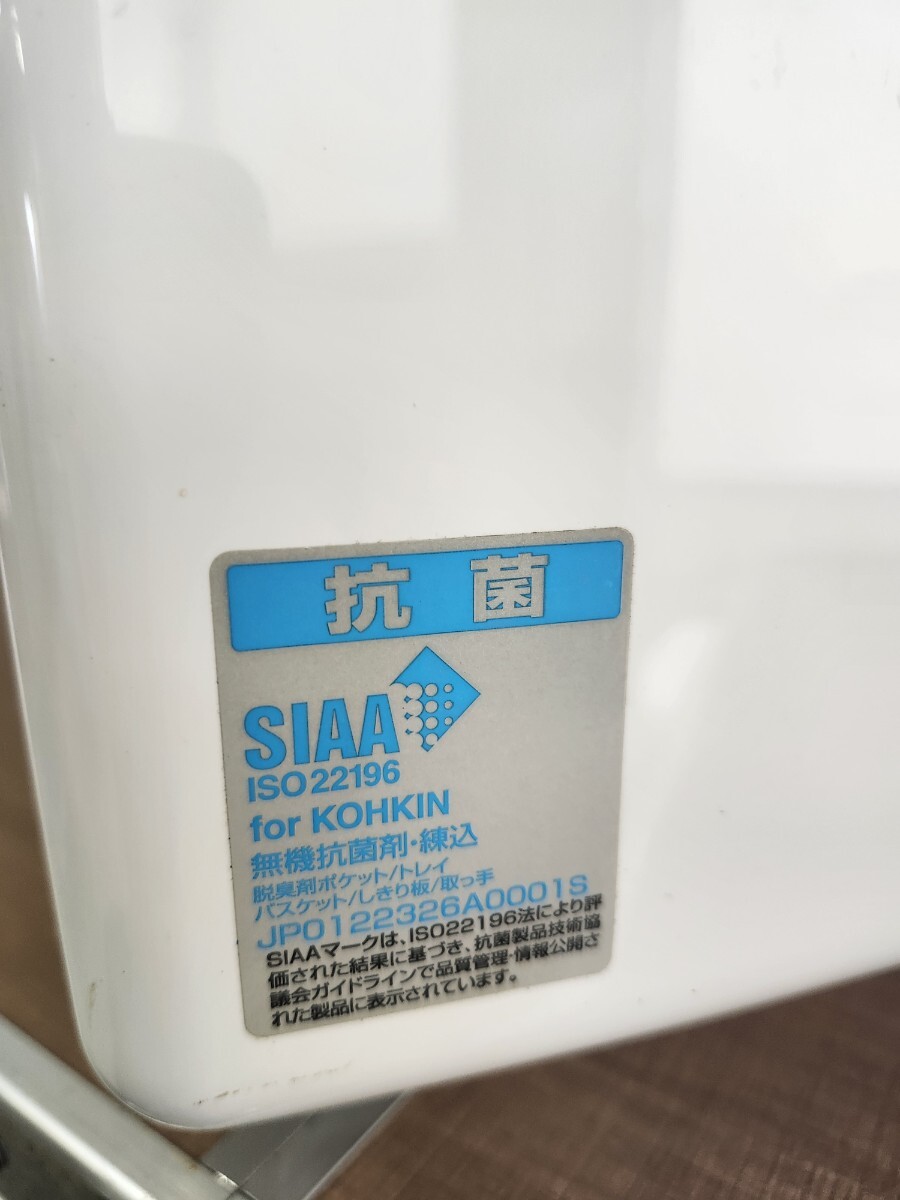 抗菌
SIAA
ISO 22196
for KOHKIN
無機抗菌剤・練込
脱臭剤ポケット/トレイ
バスケット/しきり板/取っ手
JP0122326A0001S
SIAAマークは、ISO22196法により評
価された結果に基づき、抗菌製品技術協
議会ガイドラインで品質管理・情報公開さ
れた製品に表示されています。